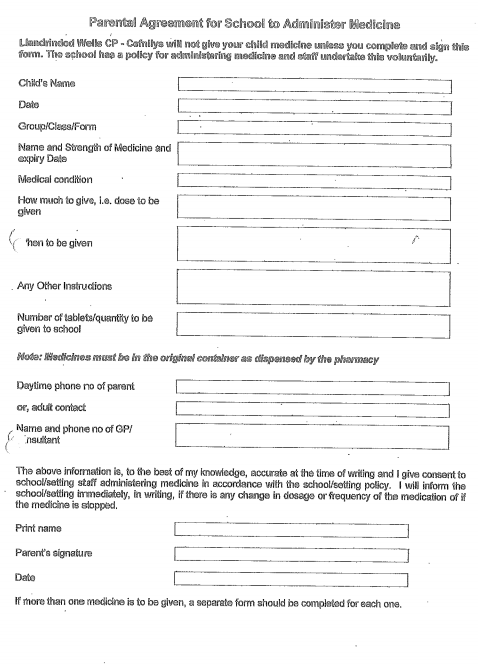 Parental Agreement for School to Administer Medicine
Llandrindod Wells CP - Cefnllys will not give your child medicine unless you complete and sign this
form. The school has a policy for administering medicine and staff undertake this voluntarily.
Child's Name
Date
Group/Class/Form
Name and Strength of Medicine and
expiry Date
Medical condition
How much to give, i.e. dose to be
given
hen to be given
Any Other Instructions
Number of tablets/quantity to be
given to school
Note: Medicines must be in the original container as dispensed by the pharmacy
Daytime phone no of parent
or, adult contact
Name and phone no of GP/
nsultant
The above information is, to the best of my knowledge, accurate at the time of writing and I give consent to
school/setting staff administering medicine in accordance with the school/setting policy. I will inform the
school/setting immediately, in writing, if there is any change in dosage or frequency of the medication of if
the medicine is stopped.
Print name
Parent's signature
Date
If more than one medicine is to be given, a separate form should be completed for each one.